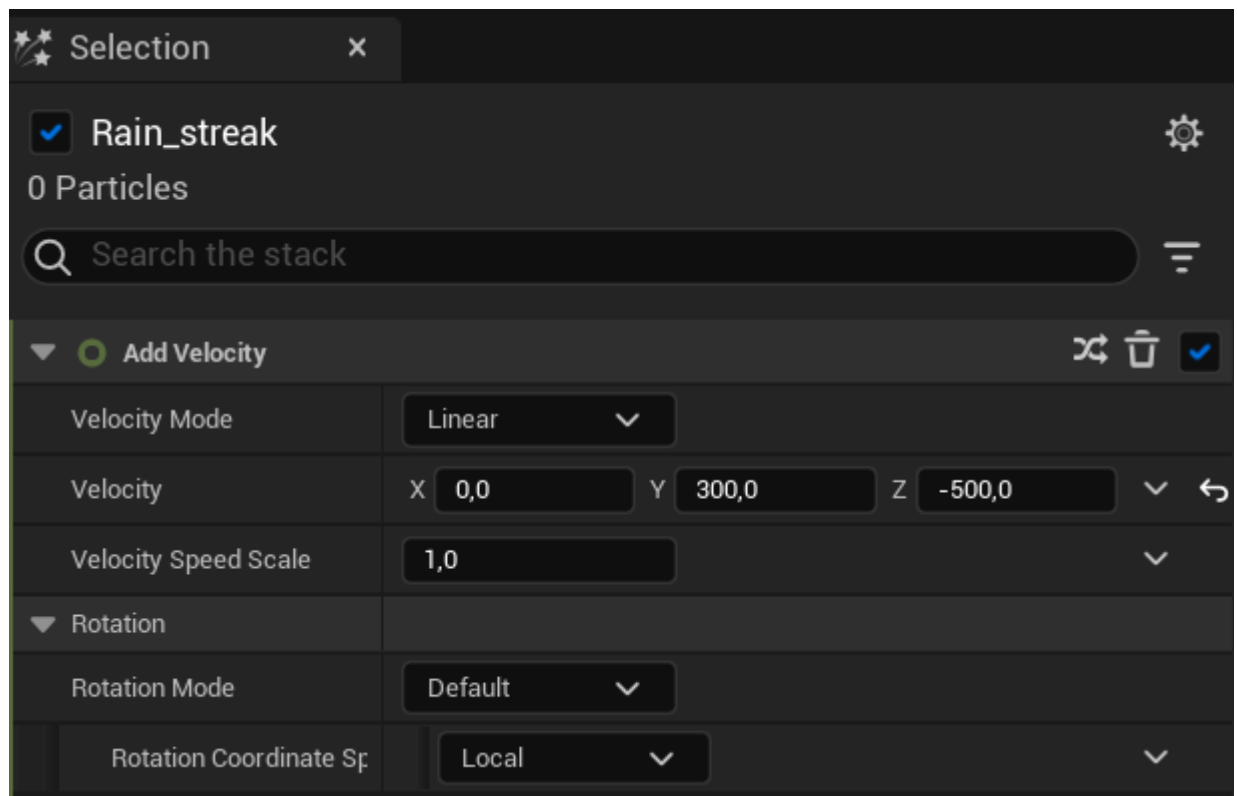 Selection
Rain_streak
0 Particles
Search the stack
Add Velocity
Velocity Mode Linear
Velocity X 0,0 Y 300,0 Z -500,0
Velocity Speed Scale 1,0
Rotation
Rotation Mode Default
Rotation Coordinate Sp Local